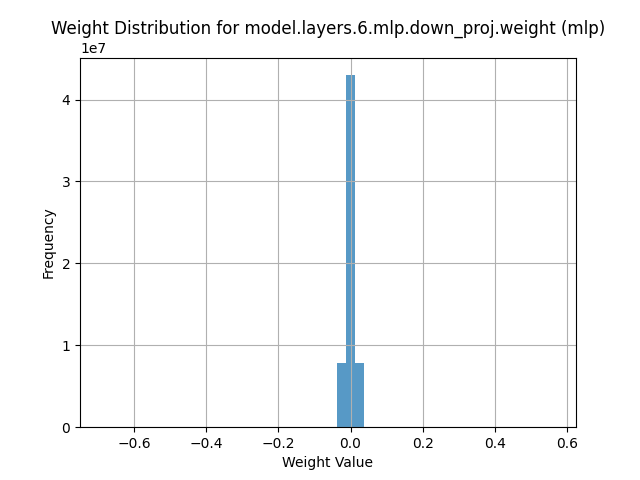 Weight Distribution for model.layers.6.mlp.down_proj.weight (mlp)
1e7
4
3
2
1
0
Frequency
−0.6 −0.4 −0.2 0.0 0.2 0.4 0.6
Weight Value